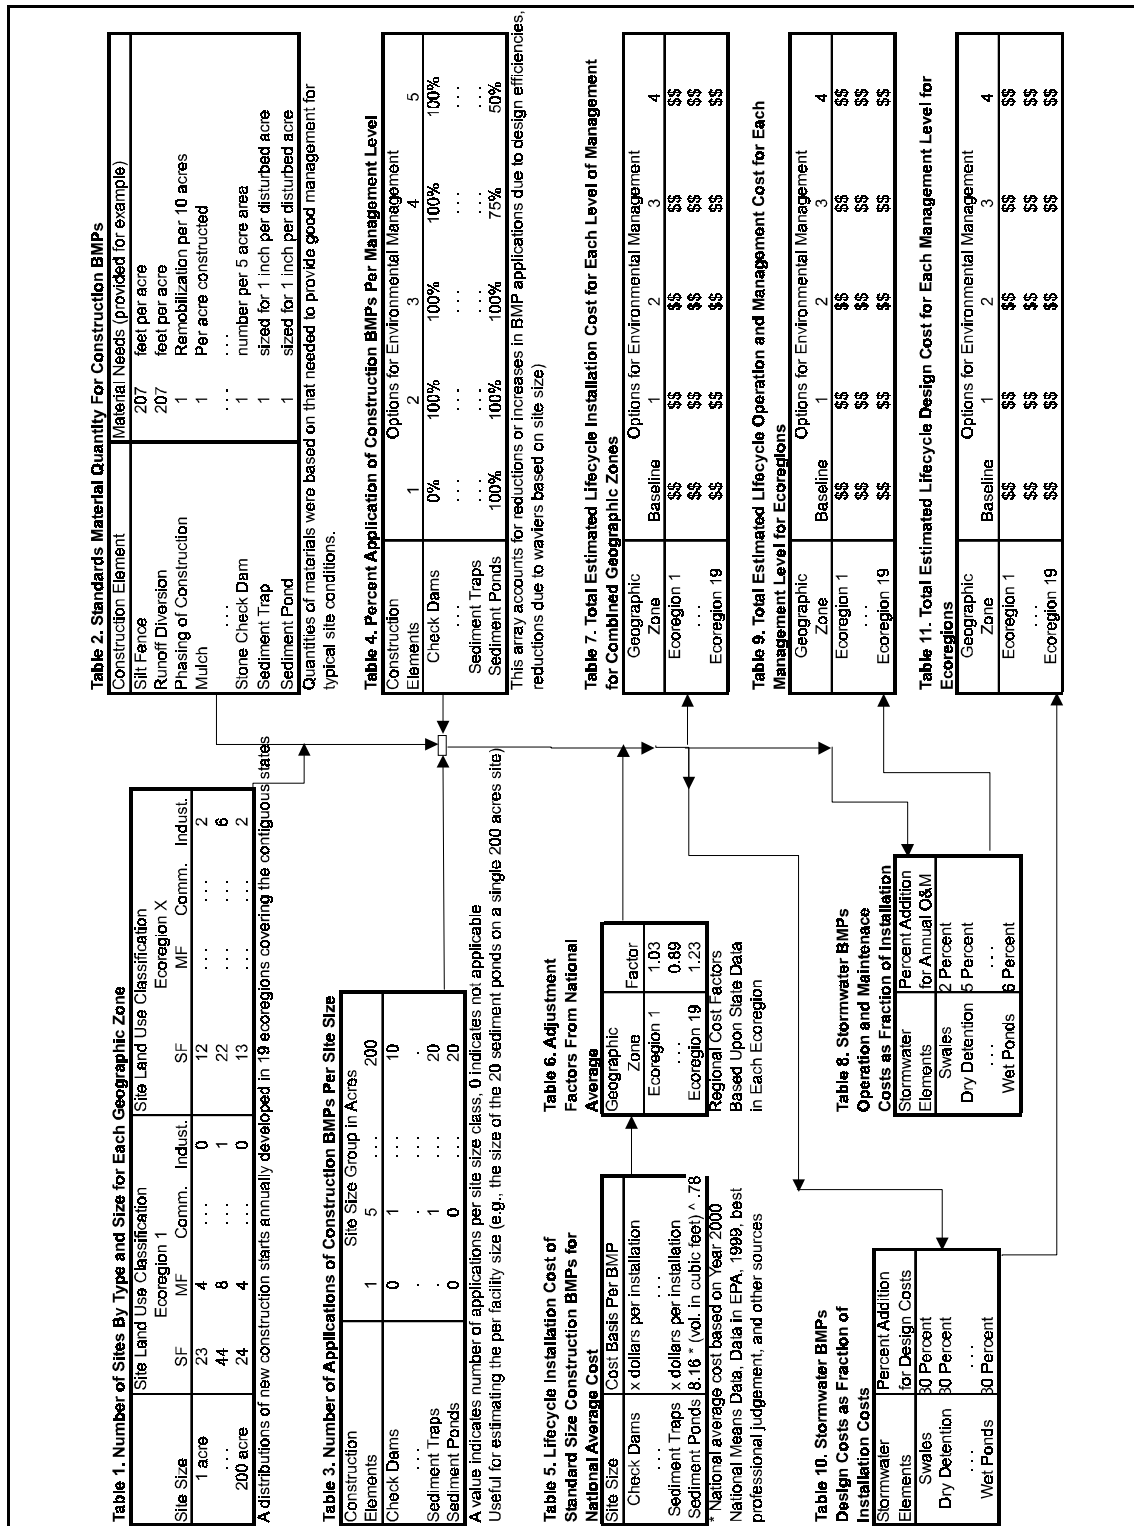 Table 1. Number of Sites By Type and Size for Each Geographic Zone
Site Land Use Classification Site Land Use Classification
Ecoregion 1 Ecoregion X
Site Size SF MF Comm. Indust. SF MF Comm. Indust.
1 acre 23 4 ... 0 12 ... ... 2
... 44 8 ... 1 22 ... ... 6
200 acre 24 4 ... 0 13 ... ... 2
A distributions of new construction starts annually developed in 19 ecoregions covering the contiguous states
Table 2. Standards Material Quantity For Construction BMPs
Construction Element Material Needs (provided for example)
Silt Fance 207 feet per acre
Runoff Diversion 207 feet per acre
Phasing of Construction 1 Remobilization per 10 acres
Mulch 1 Per acre constructed
... ... ...
Stone Check Dam 1 number per 5 acre area
Sediment Trap 1 sized for 1 inch per disturbed acre
Sediment Pond 1 sized for 1 inch per disturbed acre
Quantities of materials were based on that needed to provide good management for
typical site conditions.
Table 3. Number of Applications of Construction BMPs Per Site Size
Construction Site Size Group in Acres
Elements 1 5 ... 200
Check Dams 0 1 ... 10
... . . ... .
Sediment Traps . 1 ... 20
Sediment Ponds 0 0 ... 20
A value indicates number of applications per site size class, 0 indicates not applicable
Useful for estimating the per facility size (e.g., the size of the 20 sediment ponds on a single 200 acres site)
Table 4. Percent Application of Construction BMPs Per Management Level
Construction Options for Environmental Management
Elements 1 2 3 4 5
Check Dams 0% 100% 100% 100% 100%
... ... ... ... ... ...
Sediment Traps ... ... ... ... ...
Sediment Ponds 100% 100% 100% 75% 50%
This array accounts for reductions or increases in BMP applications due to design efficiencies,
reductions due to waviers based on site size)
Table 5. Lifecycle Installation Cost of
Standard Size Construction BMPs for
National Average Cost
Site Size Cost Basis Per BMP
Check Dams x dollars per installation
... ...
Sediment Traps x dollars per installation
Sediment Ponds 8.16 * (vol. in cubic feet) ^ .78
* National average cost based on Year 2000
National Means Data, Data in EPA, 1999, best
professional judgement, and other sources
Table 6. Adjustment
Factors From National
Average
Geographic
Zone Factor
Ecoregion 1 1.03
... 0.89
Ecoregion 19 1.23
Regional Cost Factors
Based Upon State Data
in Each Ecoregion
Table 7. Total Estimated Lifecycle Installation Cost for Each Level of Management
for Combined Geographic Zones
Geographic Options for Environmental Management
Zone Baseline 1 2 3 4
Ecoregion 1 $$ $$ $$ $$ $$
... $$ $$ $$ $$ $$
Ecoregion 19 $$ $$ $$ $$ $$
Table 8. Stormwater BMPs
Operation and Maintenace
Costs as Fraction of Installation
Stormwater Percent Addition
Elements for Annual O&M
Swales 2 Percent
Dry Detention 5 Percent
... ...
Wet Ponds 6 Percent
Table 9. Total Estimated Lifecycle Operation and Management Cost for Each
Management Level for Ecoregions
Geographic Options for Environmental Management
Zone Baseline 1 2 3 4
Ecoregion 1 $$ $$ $$ $$ $$
... $$ $$ $$ $$ $$
Ecoregion 19 $$ $$ $$ $$ $$
Table 10. Stormwater BMPs
Design Costs as Fraction of
Installation Costs
Stormwater Percent Addition
Elements for Design Costs
Swales 30 Percent
Dry Detention 30 Percent
... ...
Wet Ponds 30 Percent
Table 11. Total Estimated Lifecycle Design Cost for Each Management Level for
Ecoregions
Geographic Options for Environmental Management
Zone Baseline 1 2 3 4
Ecoregion 1 $$ $$ $$ $$ $$
... $$ $$ $$ $$ $$
Ecoregion 19 $$ $$ $$ $$ $$